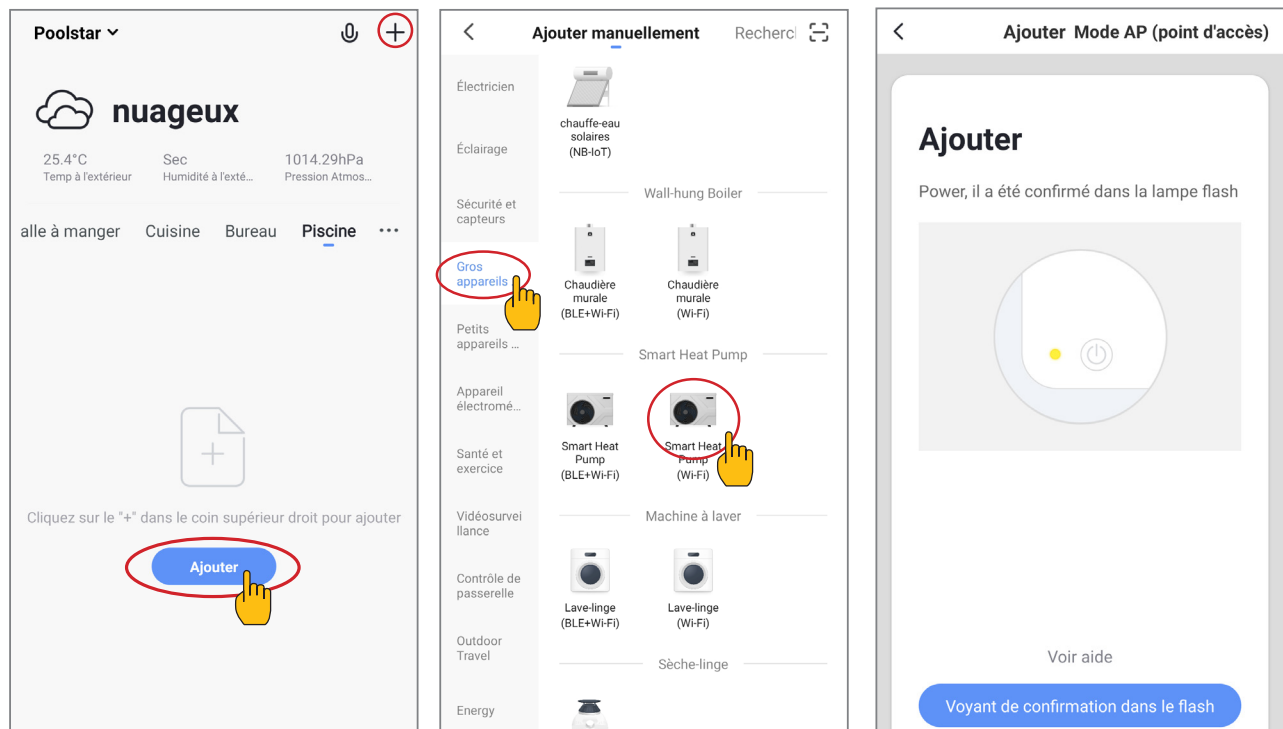 Poolstar
nuageux
25.4°C
Temp à l'extérieur
Sec
Humidité à l'exté...
1014.29hPa
Pression Atmos...
alle à manger
Cuisine
Bureau
Piscine
Cliquez sur le "+" dans le coin supérieur droit pour ajouter
Ajouter
Ajouter manuellement
Recherc
Électricien
Éclairage
Sécurité et
capteurs
Gros
appareils
Petits
appareils ...
Appareil
électromé...
Santé et
exercice
Vidéosurvei
llance
Contrôle de
passerelle
Outdoor
Travel
Energy
chauffe-eau
solaires
(NB-IoT)
Wall-hung Boiler
Chaudière
murale
(BLE+Wi-Fi)
Chaudière
murale
(Wi-Fi)
Smart Heat Pump
Smart Heat
Pump
(BLE+Wi-Fi)
Smart Heat
Pump
(Wi-Fi)
Machine à laver
Lave-linge
(BLE+Wi-Fi)
Lave-linge
(Wi-Fi)
Sèche-linge
Ajouter Mode AP (point d'accès)
Ajouter
Power, il a été confirmé dans la lampe flash
Voir aide
Voyant de confirmation dans le flash